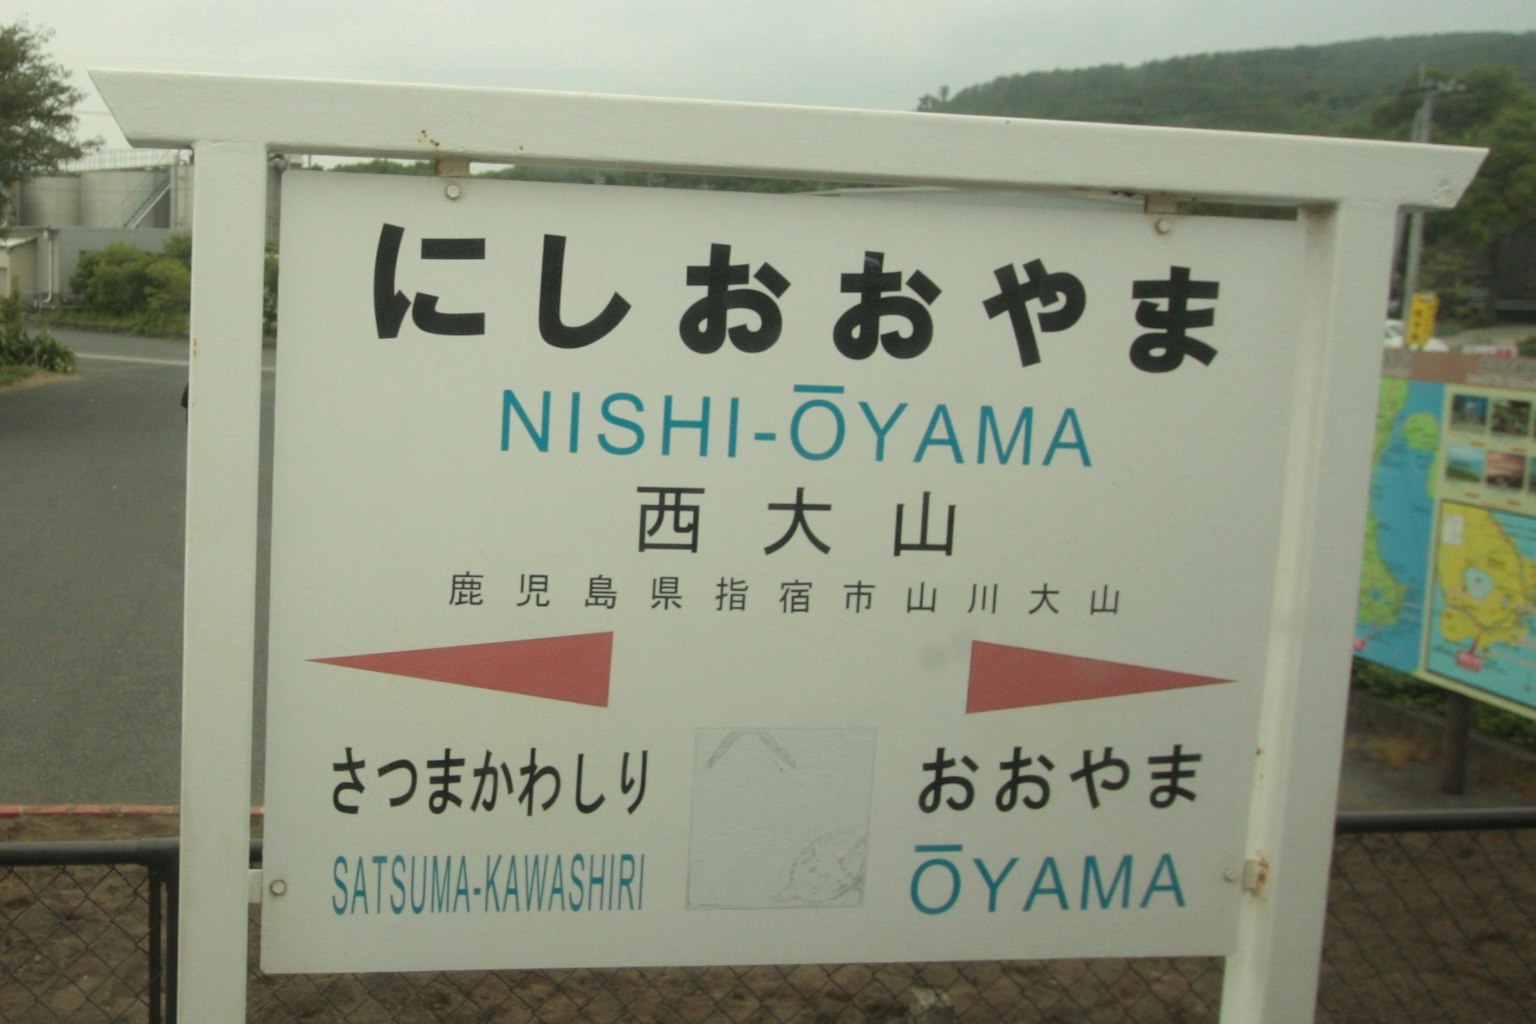 にしおおやま
NISHI-ŌYAMA
西大山
鹿児島県指宿市山川大山
さつまかわしり おおやま
SATSUMA-KAWASHIRI ŌYAMA